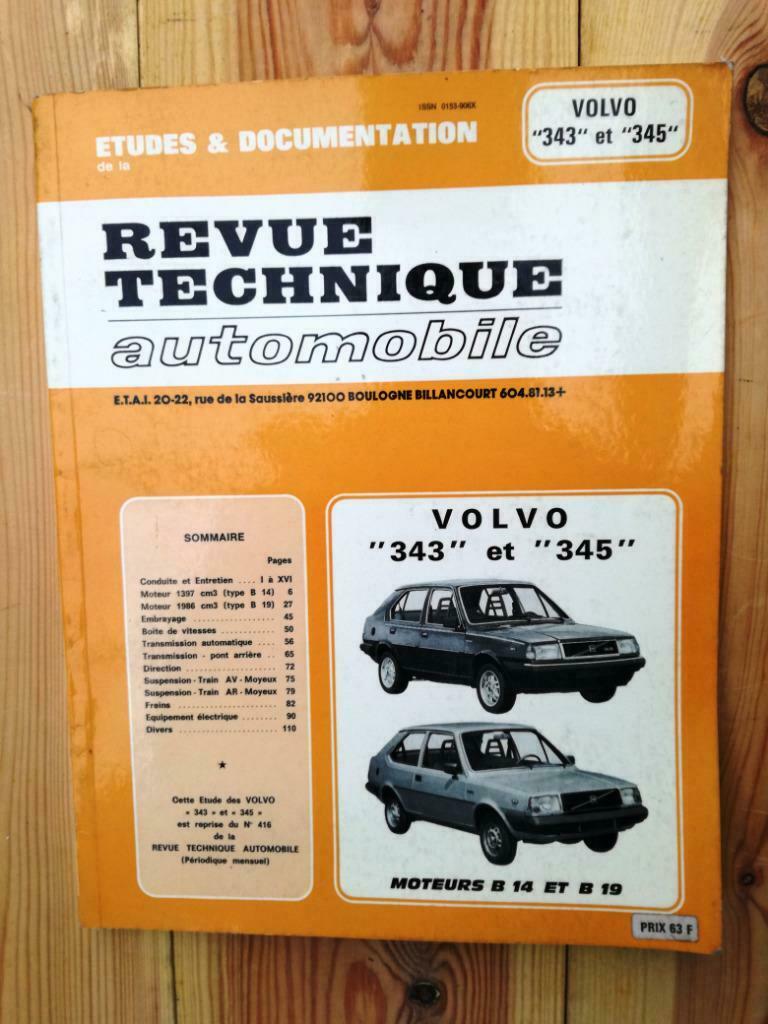 ISSN 0153-906X
ETUDES & DOCUMENTATION
de la
VOLVO
"343" et "345"
REVUE
TECHNIQUE
automobile
E.T.A.I. 20-22, rue de la Saussière 92100 BOULOGNE BILLANCOURT 604.81.13+
SOMMAIRE
Pages
Conduite et Entretien .... I à XVI
Moteur 1397 cm3 (type B 14) 6
Moteur 1986 cm3 (type B 19) 27
Embrayage .................. 45
Boîte de vitesses ............ 50
Transmission automatique .... 56
Transmission - pont arrière .. 65
Direction .................... 72
Suspension - Train AV - Moyeux 75
Suspension - Train AR - Moyeux 79
Freins ...................... 82
Equipement électrique ........ 90
Divers ...................... 110
★
Cette Etude des VOLVO
« 343 » et « 345 »
est reprise du N° 416
de la
REVUE TECHNIQUE AUTOMOBILE
(Périodique mensuel)
VOLVO
"343" et "345"
MOTEURS B 14 ET B 19
PRIX 63 F